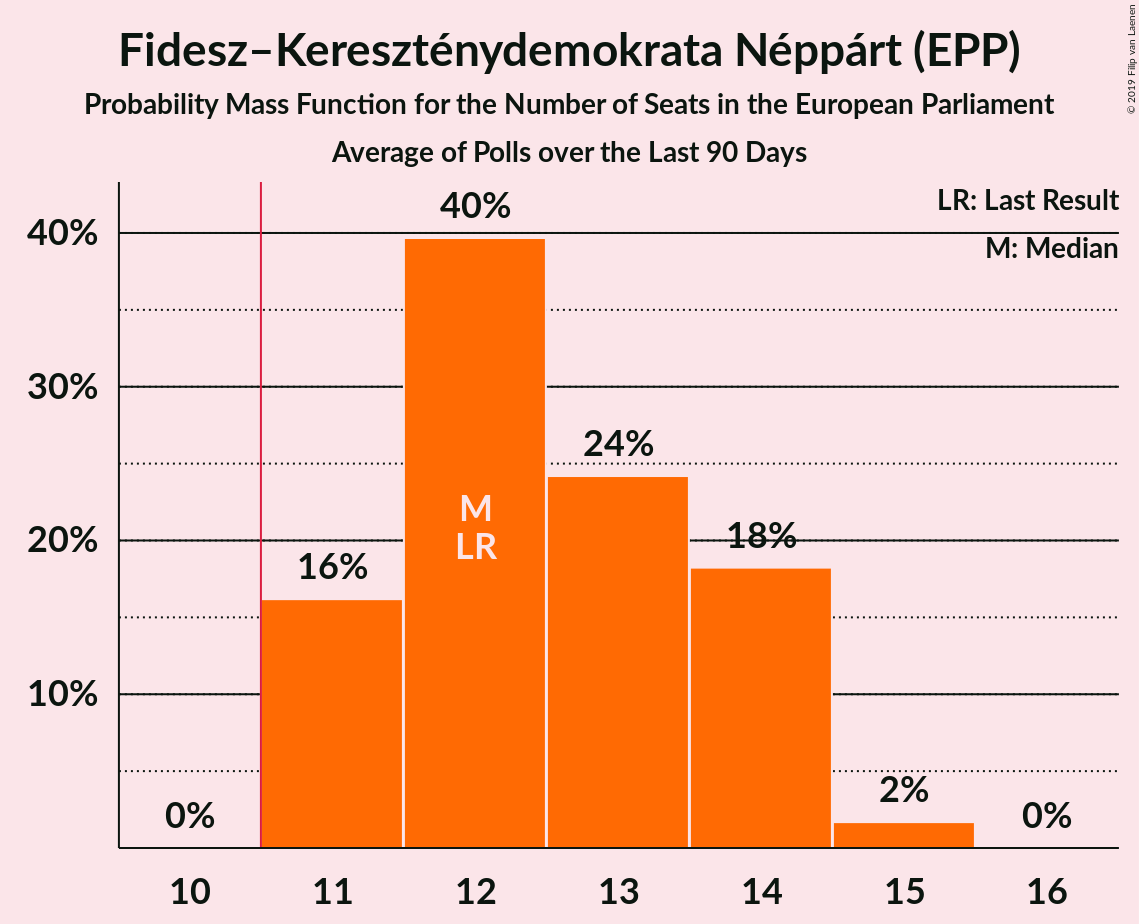 Fidesz–Kereszténydemokrata Néppárt (EPP)
Probability Mass Function for the Number of Seats in the European Parliament
Average of Polls over the Last 90 Days
© 2019 Filip van Laenen
LR: Last Result
M: Median
40%
30%
20%
10%
0%
16%
40%
24%
18%
2%
0%
M
LR
10
11
12
13
14
15
16